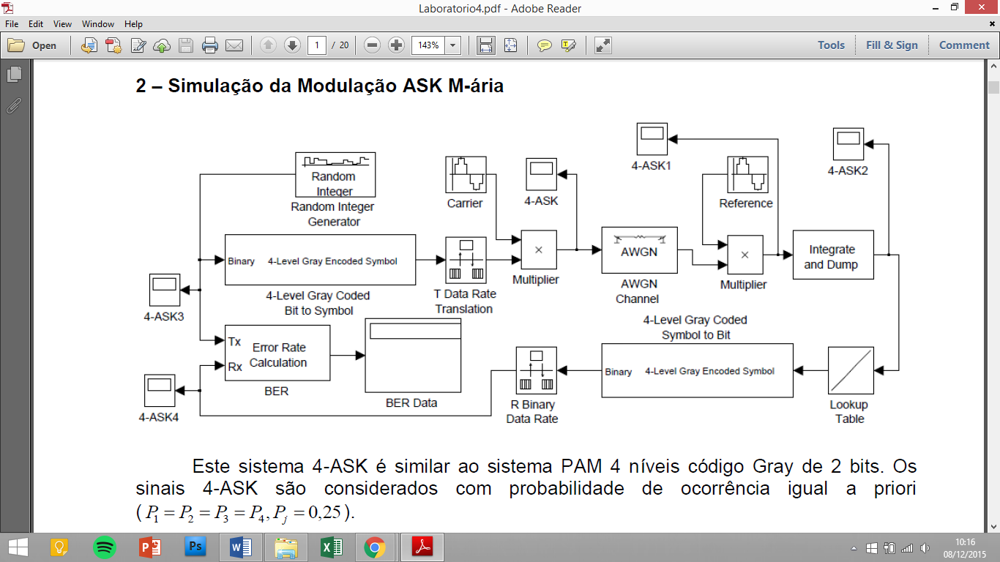 Laboratorio4.pdf - Adobe Reader
File Edit View Window Help
Open 1 / 20 143% Tools Fill & Sign Comment
2 – Simulação da Modulação ASK M-ária
Random
Integer
Random Integer
Generator
Carrier
4-ASK
4-ASK1
Reference
4-ASK2
Binary 4-Level Gray Encoded Symbol
4-Level Gray Coded
Bit to Symbol
T Data Rate
Translation
×
Multiplier
AWGN
AWGN
Channel
×
Multiplier
Integrate
and Dump
4-ASK3
Tx
Rx
Error Rate
Calculation
BER
BER Data
4-ASK4
R Binary
Data Rate
4-Level Gray Coded
Symbol to Bit
Binary 4-Level Gray Encoded Symbol
Lookup
Table
Este sistema 4-ASK é similar ao sistema PAM 4 níveis código Gray de 2 bits. Os
sinais 4-ASK são considerados com probabilidade de ocorrência igual a priori
( P1 = P2 = P3 = P4, Pj = 0,25 ).
Ps
10:16
08/12/2015